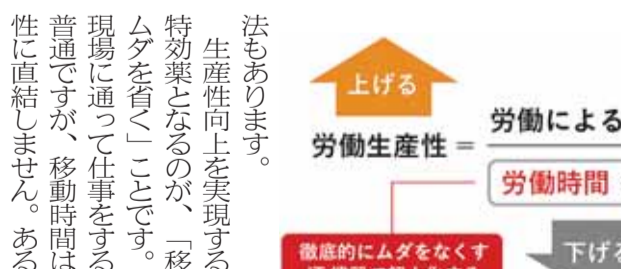 法もあります。
生産性向上を実現する
特効薬となるのが、「移
ムダを省く」ことです。
現場に通って仕事をする
普通ですが、移動時間は
性に直結しません。ある
上げる
労働生産性 =
労働による
労働時間
徹底的にムダをなくす
下げる